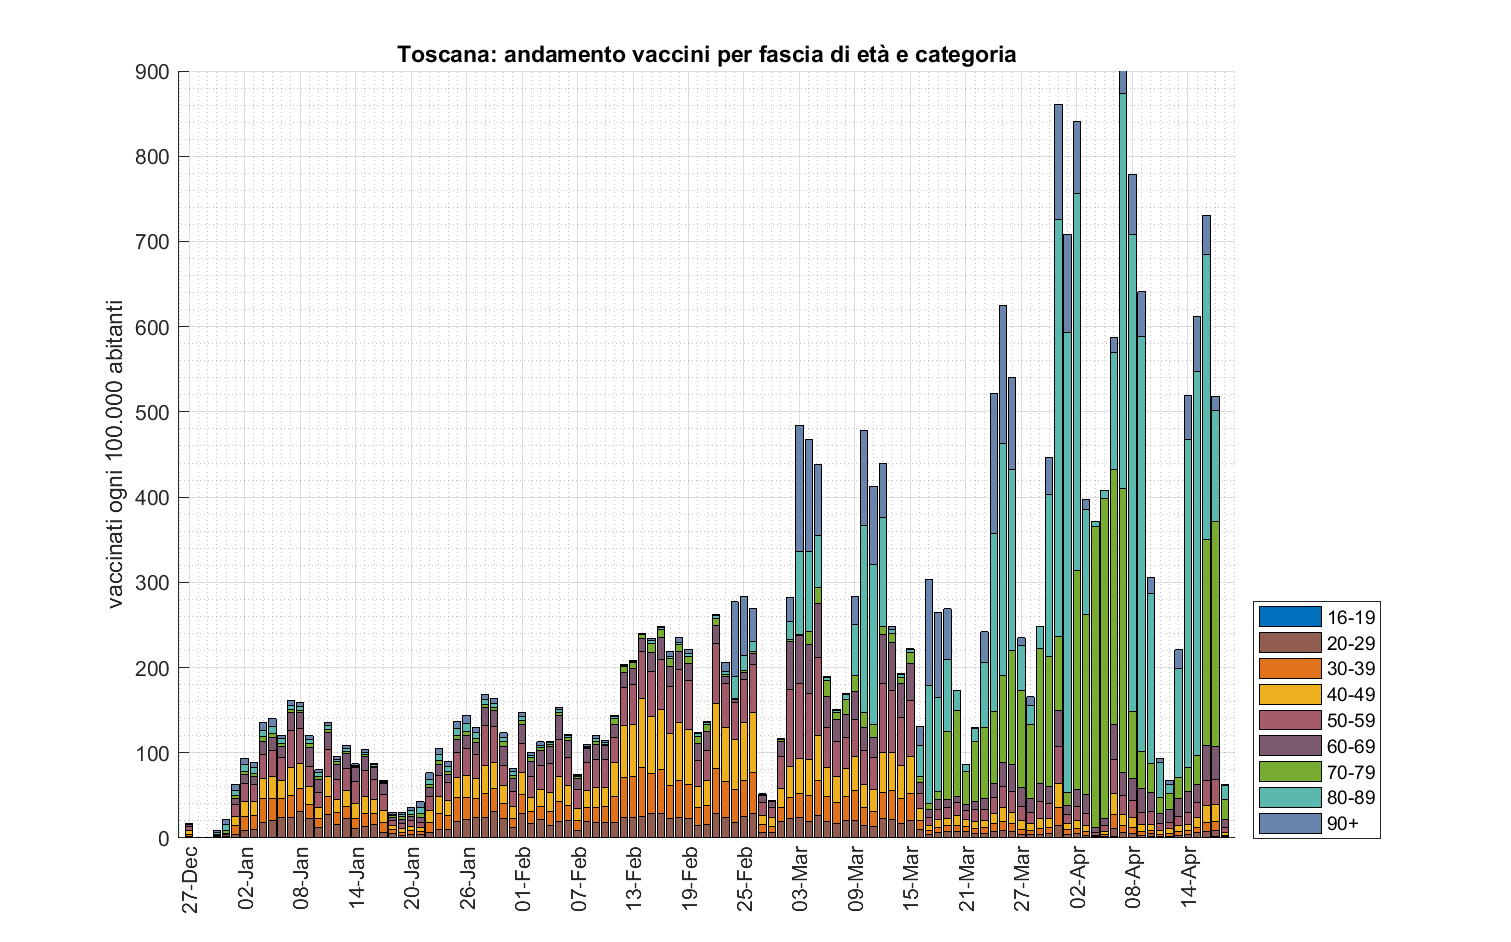 Toscana: andamento vaccini per fascia di età e categoria
vaccinati ogni 100.000 abitanti
900
800
700
600
500
400
300
200
100
0
27-Dec
02-Jan
08-Jan
14-Jan
20-Jan
26-Jan
01-Feb
07-Feb
13-Feb
19-Feb
25-Feb
03-Mar
09-Mar
15-Mar
21-Mar
27-Mar
02-Apr
08-Apr
14-Apr
16-19
20-29
30-39
40-49
50-59
60-69
70-79
80-89
90+